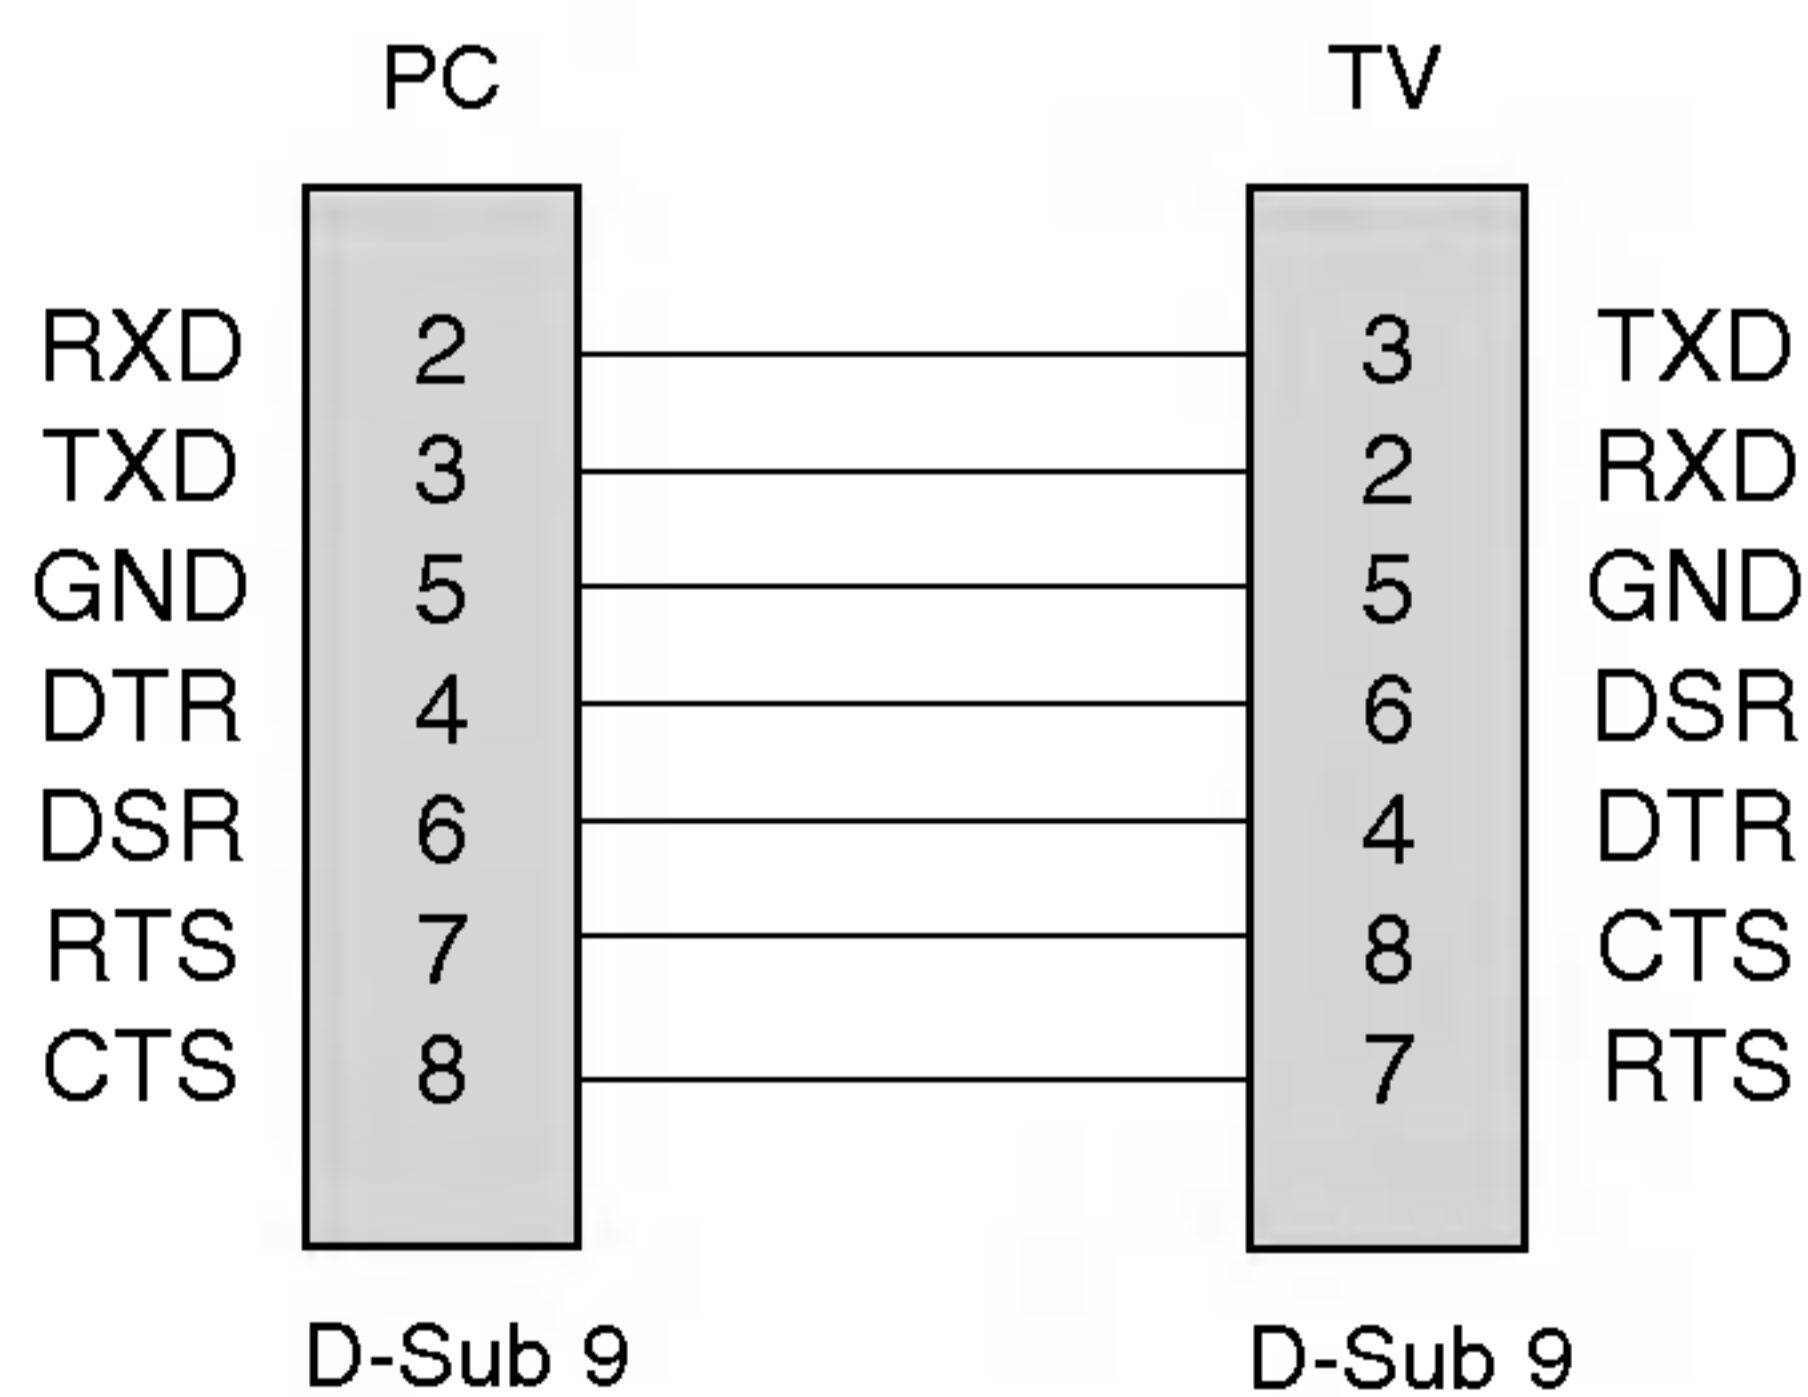 PC TV
RXD 2 3 TXD
TXD 3 2 RXD
GND 5 5 GND
DTR 4 6 DSR
DSR 6 4 DTR
RTS 7 8 CTS
CTS 8 7 RTS
D-Sub 9 D-Sub 9